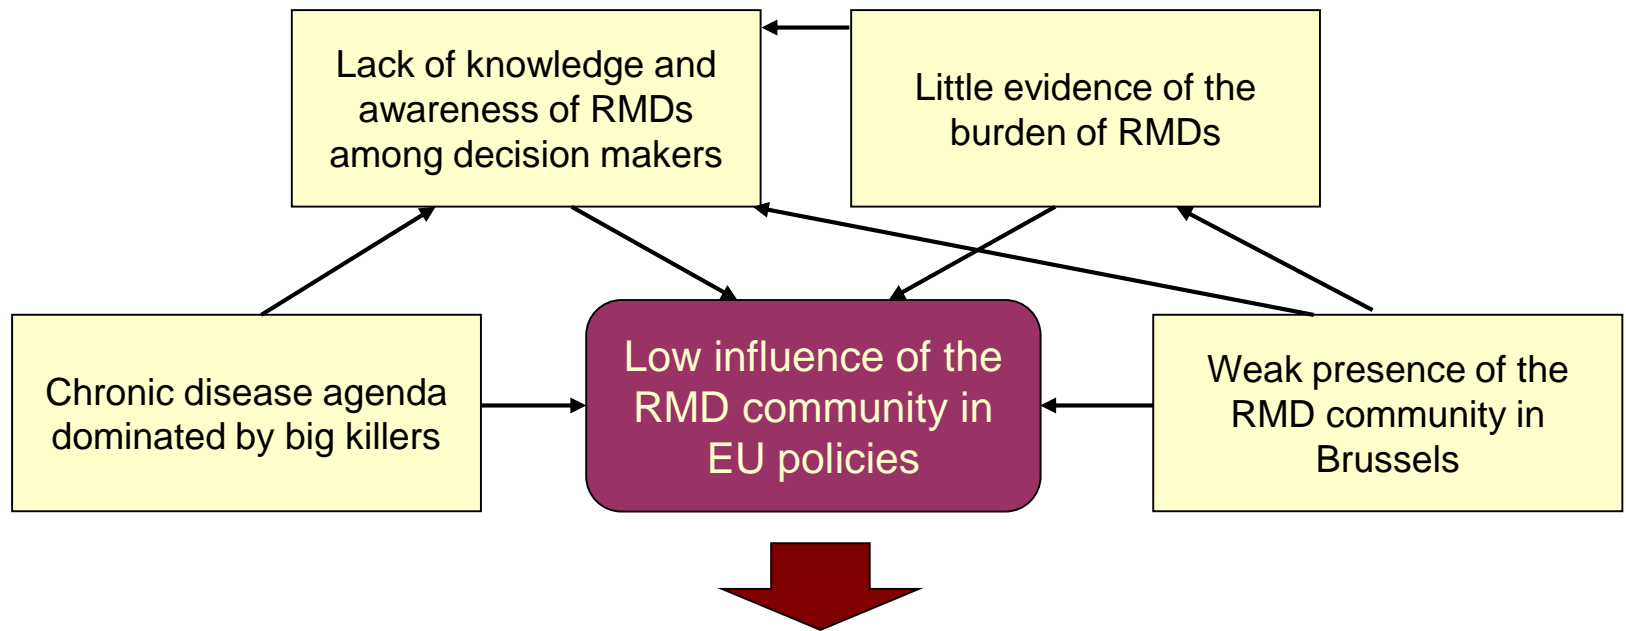 Lack of knowledge and
awareness of RMDs
among decision makers
Little evidence of the
burden of RMDs
Chronic disease agenda
dominated by big killers
Low influence of the
RMD community in
EU policies
Weak presence of the
RMD community in
Brussels